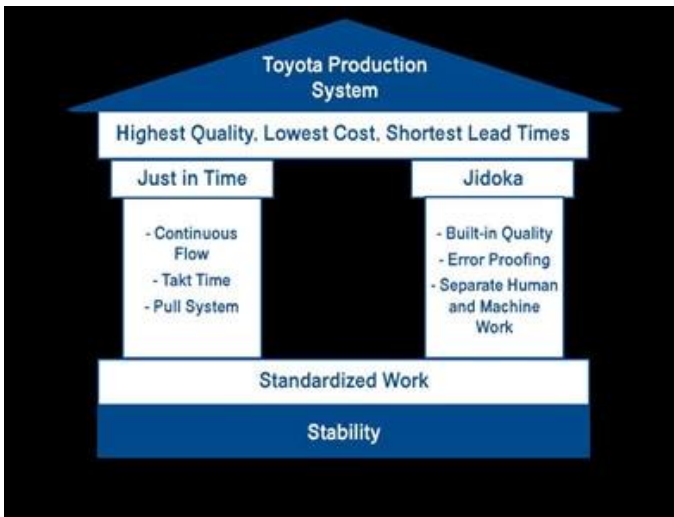 Toyota Production
System
Highest Quality, Lowest Cost, Shortest Lead Times
Just in Time
- Continuous
Flow
- Takt Time
- Pull System
Jidoka
- Built-in Quality
- Error Proofing
- Separate Human
and Machine
Work
Standardized Work
Stability